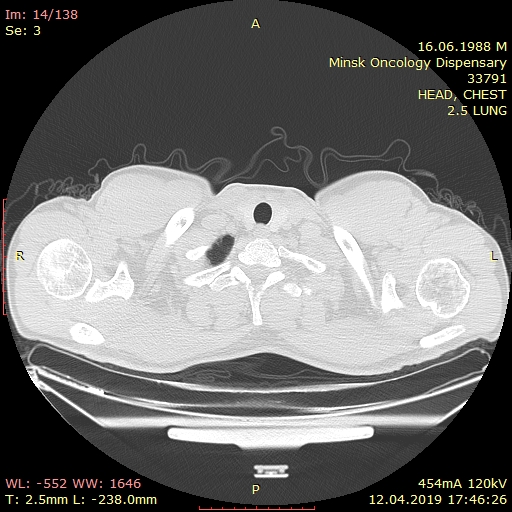 Im: 14/138
Se: 3
A
16.06.1988 M
Minsk Oncology Dispensary
33791
HEAD, CHEST
2.5 LUNG
R
L
WL: -552 WW: 1646
T: 2.5mm L: -238.0mm
P
454mA 120kV
12.04.2019 17:46:26